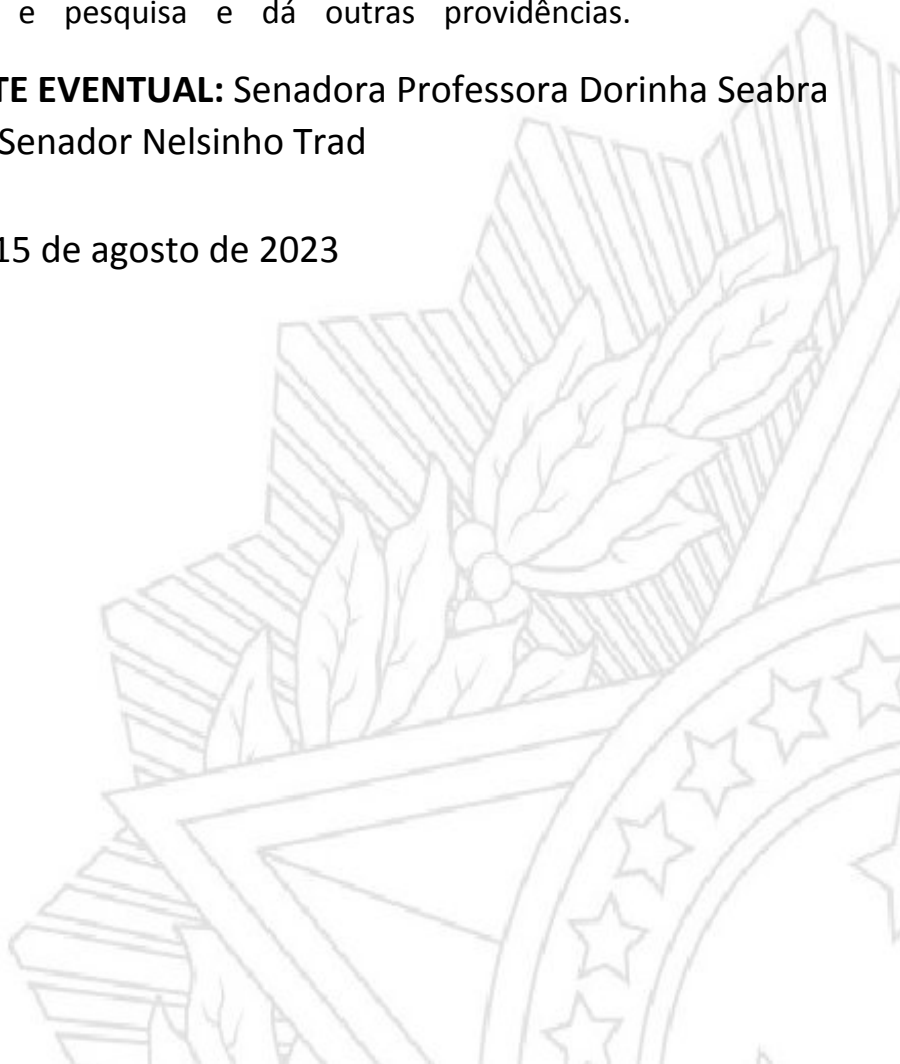 e pesquisa e dá outras providências.
TE EVENTUAL: Senadora Professora Dorinha Seabra
Senador Nelsinho Trad
15 de agosto de 2023